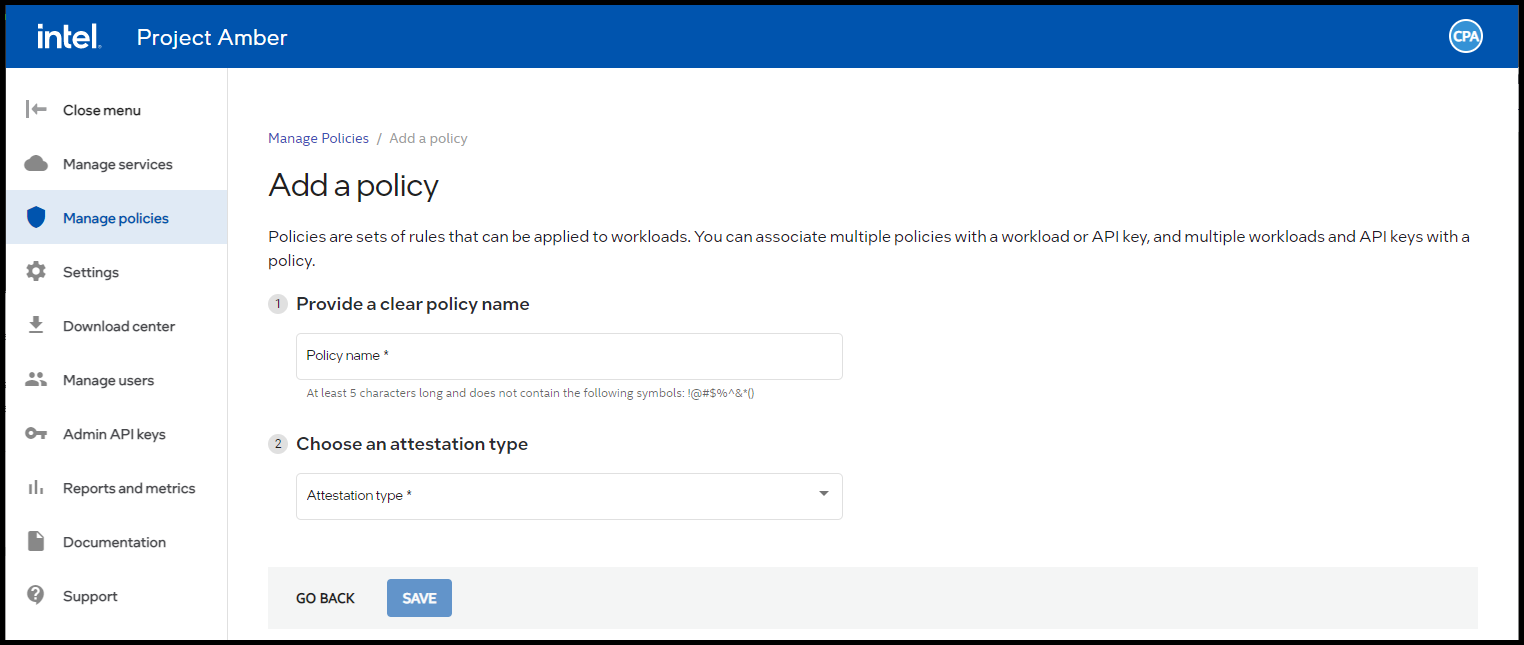 intel. Project Amber CPA
Close menu
Manage services
Manage policies
Settings
Download center
Manage users
Admin API keys
Reports and metrics
Documentation
Support
Manage Policies / Add a policy
Add a policy
Policies are sets of rules that can be applied to workloads. You can associate multiple policies with a workload or API key, and multiple workloads and API keys with a
policy.
1 Provide a clear policy name
Policy name *
At least 5 characters long and does not contain the following symbols: !@#$%^&*()
2 Choose an attestation type
Attestation type *
GO BACK SAVE